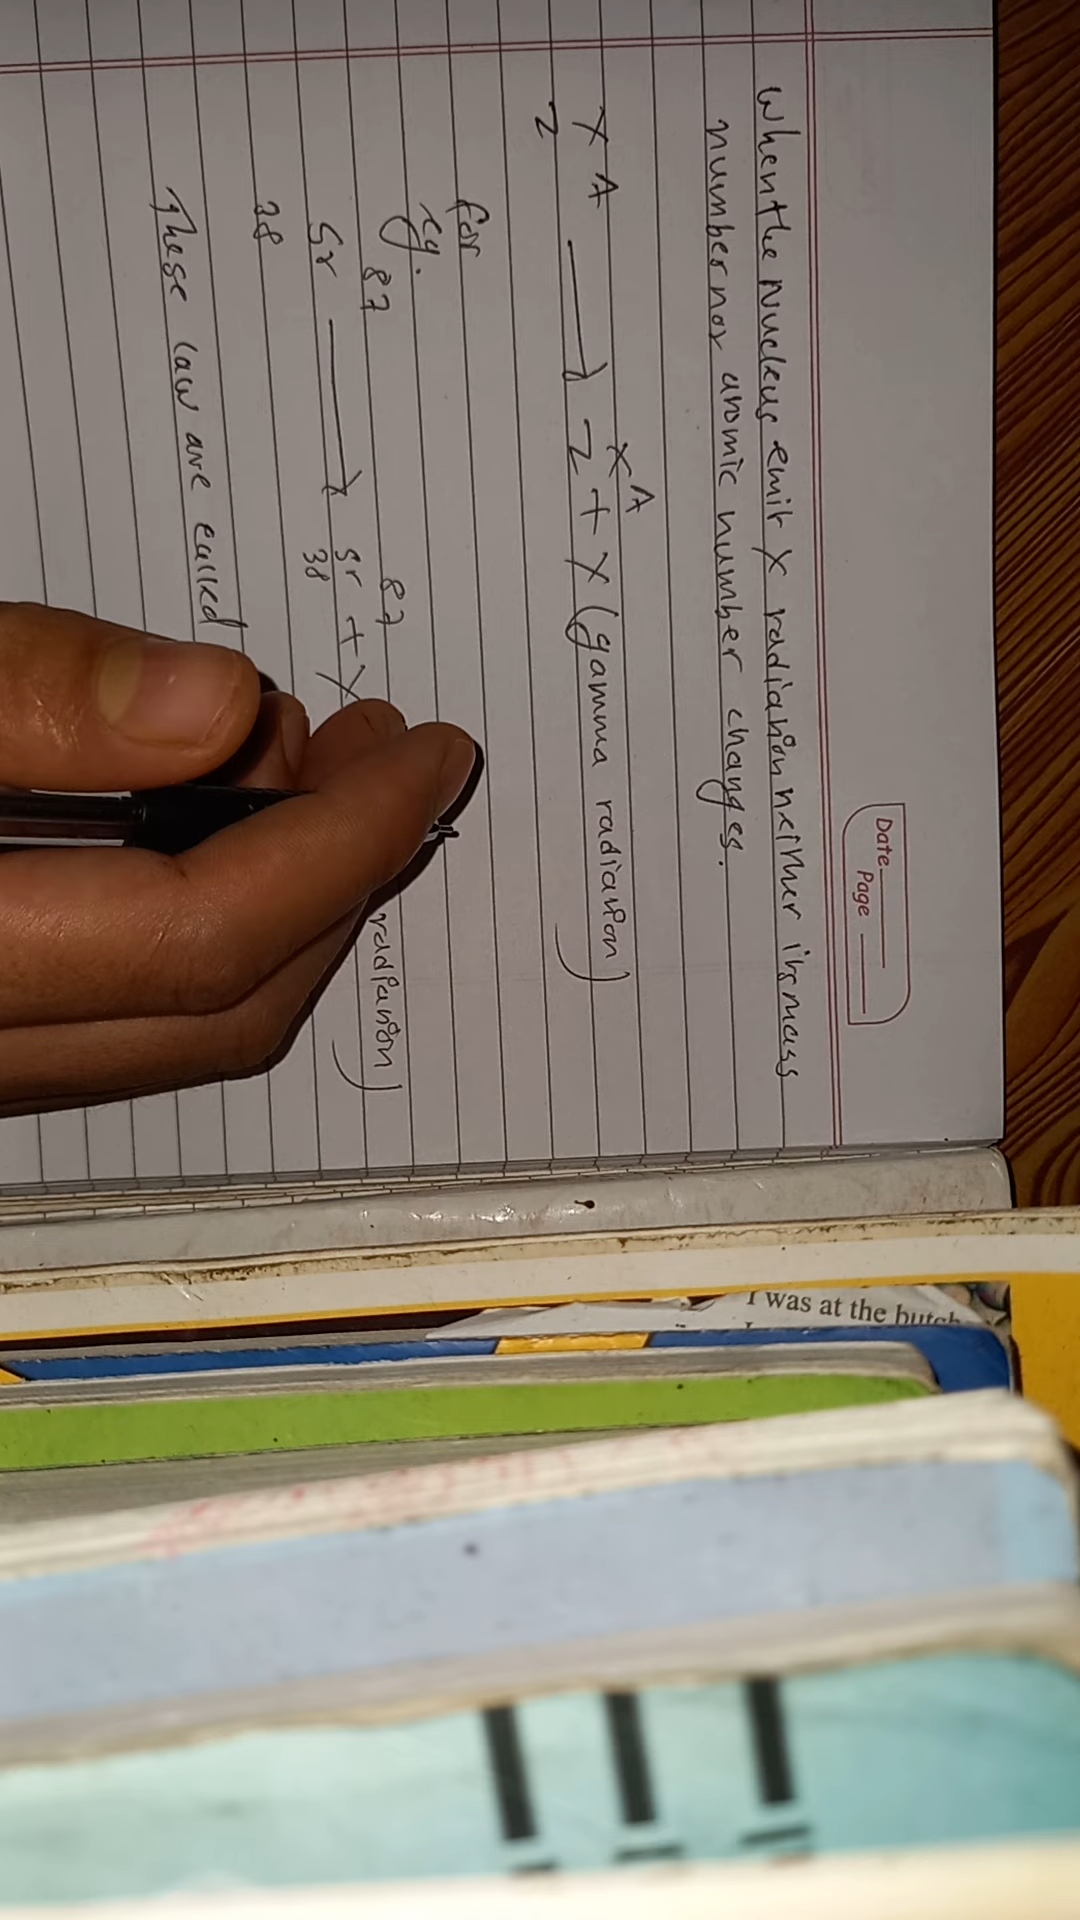 Date
Page
When the Nucleus emit γ radiation neither its mass
number nor atomic number changes.
X A
Z
→
X A
Z + γ (gamma radiation)
for
eg.
87
Sr →
38
87
Sr + γ
38
radiation)
These law are called
I was at the butch